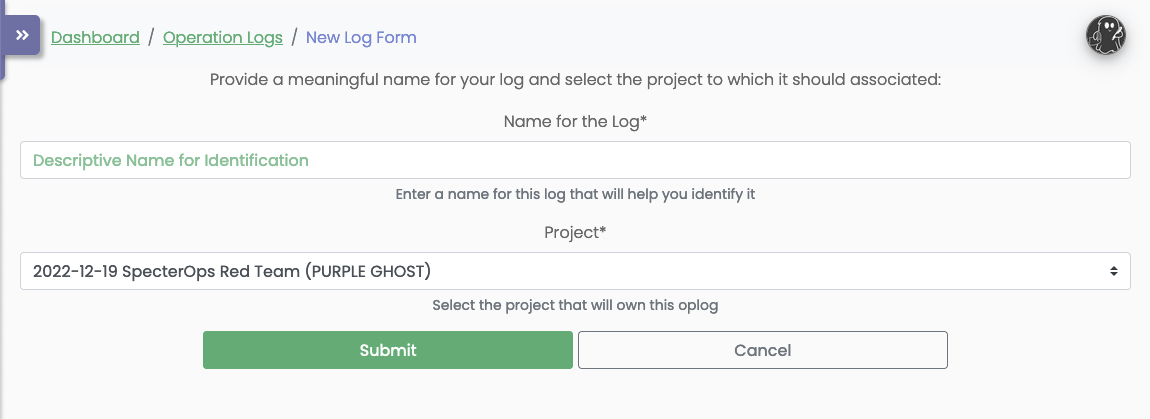 » Dashboard / Operation Logs / New Log Form
Provide a meaningful name for your log and select the project to which it should associated:
Name for the Log*
Descriptive Name for Identification
Enter a name for this log that will help you identify it
Project*
2022-12-19 SpecterOps Red Team (PURPLE GHOST)
Select the project that will own this oplog
Submit Cancel